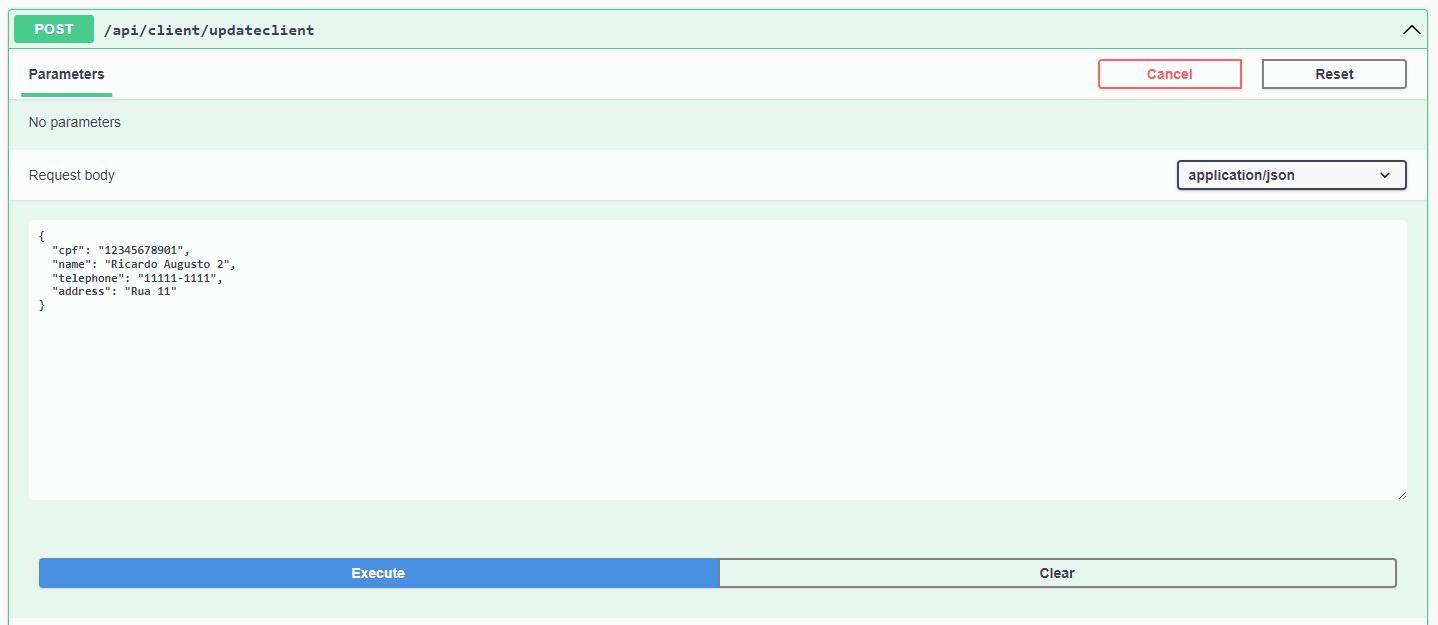 POST /api/client/updateclient
Parameters
Cancel
Reset
No parameters
Request body
application/json
{
  "cpf": "12345678901",
  "name": "Ricardo Augusto 2",
  "telephone": "11111-1111",
  "address": "Rua 11"
}
Execute
Clear